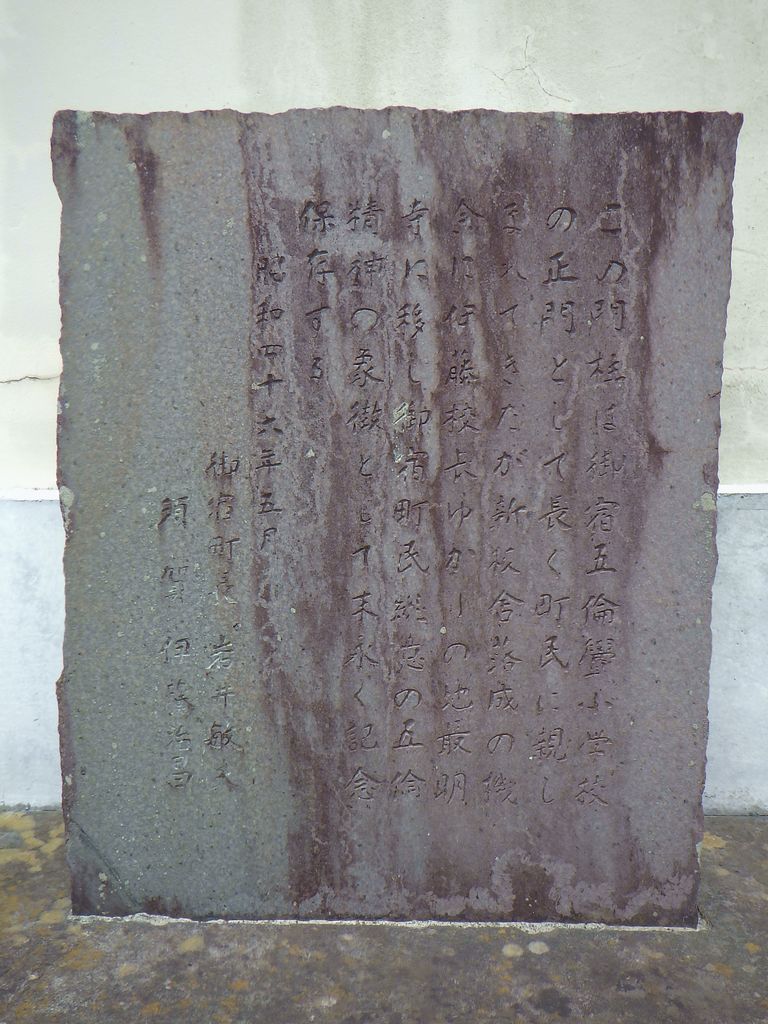 この門柱は御宿五倫黌小学校
の正門として長く町民に親し
まれてきたが新校舎落成の機
会に伊藤校長ゆかりの地最明
寺に移し御宿町民総意の五倫
精神の象徴として末永く記念
保存する
昭和四十六年五月
御宿町長 岩井敏夫
須賀 伊藤治昌